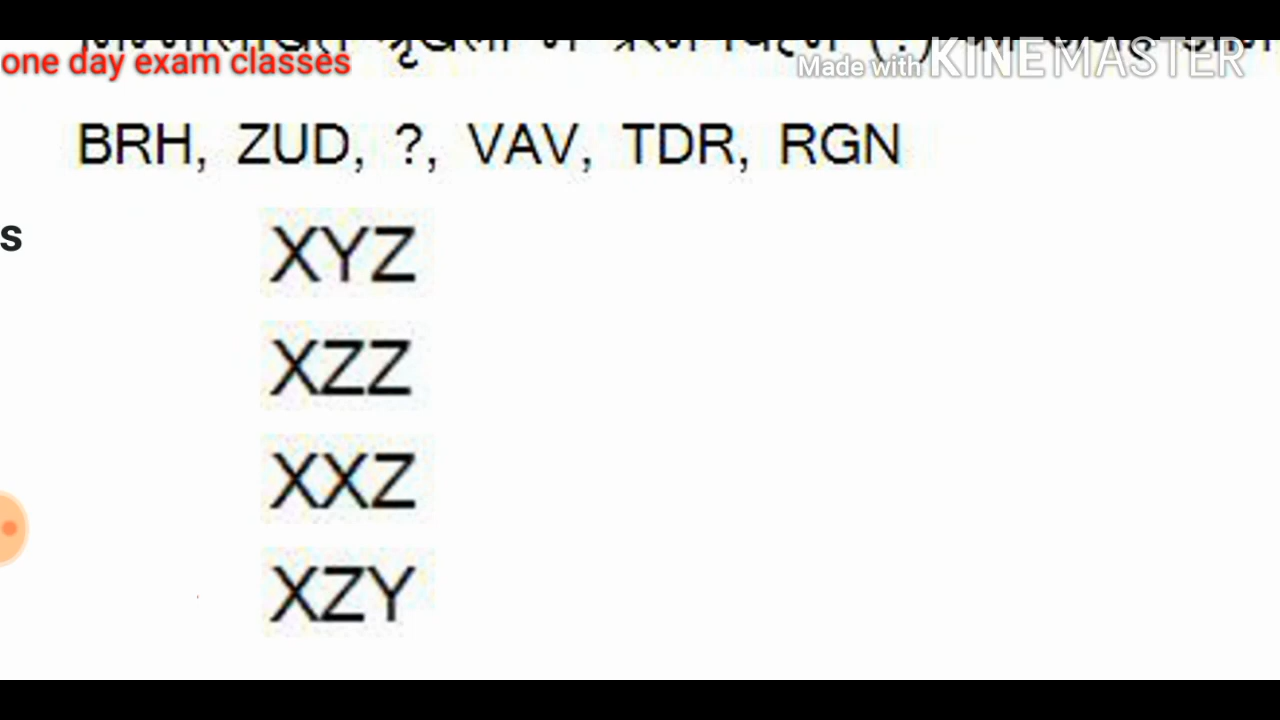 one day exam classes
Made with KINEMASTER
BRH, ZUD, ?, VAV, TDR, RGN
XYZ
s
XZZ
XXZ
XZY